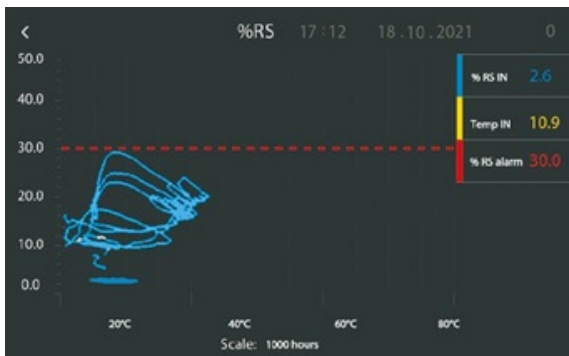 < %RS 17:12 18.10.2021 0
50.0
40.0
30.0
20.0
10.0
0.0
% RS IN 2.6
Temp IN 10.9
% RS alarm 30.0
20°C 40°C 60°C 80°C
Scale: 1000 hours